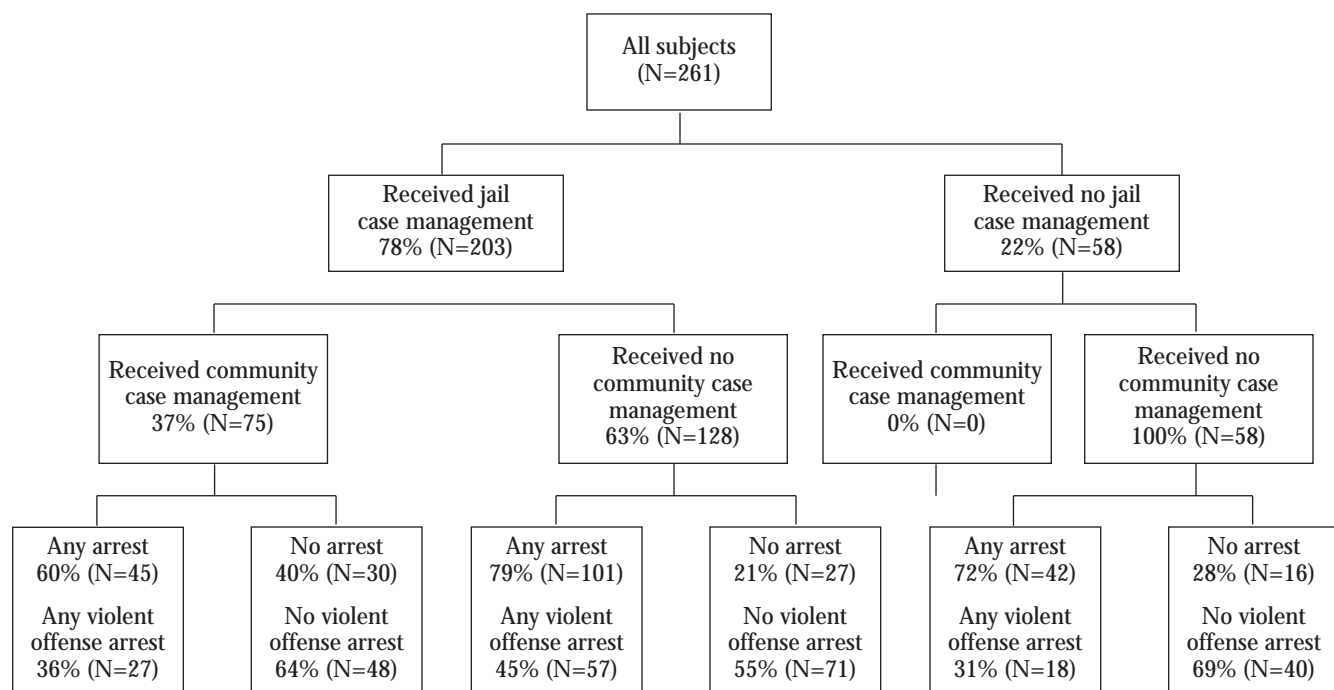 All subjects
(N=261)
Received jail
case management
78% (N=203)
Received no jail
case management
22% (N=58)
Received community
case management
37% (N=75)
Received no
community case
management
63% (N=128)
Received community
case management
0% (N=0)
Received no
community case
management
100% (N=58)
Any arrest
60% (N=45)
Any violent
offense arrest
36% (N=27)
No arrest
40% (N=30)
No violent
offense arrest
64% (N=48)
Any arrest
79% (N=101)
Any violent
offense arrest
45% (N=57)
No arrest
21% (N=27)
No violent
offense arrest
55% (N=71)
Any arrest
72% (N=42)
Any violent
offense arrest
31% (N=18)
No arrest
28% (N=16)
No violent
offense arrest
69% (N=40)